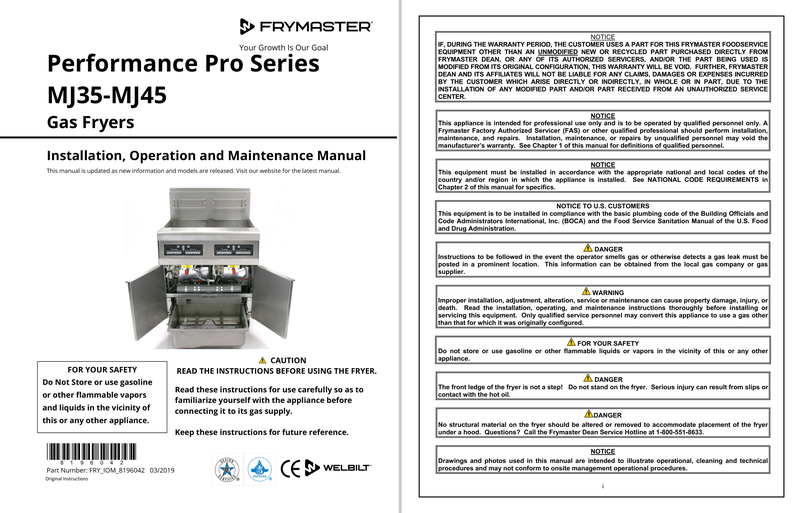 FRYMASTER
Your Growth Is Our Goal
Performance Pro Series
MJ35-MJ45
Gas Fryers
Installation, Operation and Maintenance Manual
This manual is updated as new information and models are released. Visit our website for the latest manual.
CAUTION
READ THE INSTRUCTIONS BEFORE USING THE FRYER.
FOR YOUR SAFETY
Do Not Store or use gasoline
or other flammable vapors
and liquids in the vicinity of
this or any other appliance.
Read these instructions for use carefully so as to
familiarize yourself with the appliance before
connecting it to its gas supply.
Keep these instructions for future reference.
8196042
Part Number: FRY_IOM_8196042 03/2019
Original Instructions
CE
WELBILT
NOTICE
IF, DURING THE WARRANTY PERIOD, THE CUSTOMER USES A PART FOR THIS FRYMASTER FOODSERVICE
EQUIPMENT OTHER THAN AN UNMODIFIED NEW OR RECYCLED PART PURCHASED DIRECTLY FROM
FRYMASTER DEAN, OR ANY OF ITS AUTHORIZED SERVICERS, AND/OR THE PART BEING USED IS
MODIFIED FROM ITS ORIGINAL CONFIGURATION, THIS WARRANTY WILL BE VOID. FURTHER, FRYMASTER
DEAN AND ITS AFFILIATES WILL NOT BE LIABLE FOR ANY CLAIMS, DAMAGES OR EXPENSES INCURRED
BY THE CUSTOMER WHICH ARISE DIRECTLY OR INDIRECTLY, IN WHOLE OR IN PART, DUE TO THE
INSTALLATION OF ANY MODIFIED PART AND/OR PART RECEIVED FROM AN UNAUTHORIZED SERVICE
CENTER.
NOTICE
This appliance is intended for professional use only and is to be operated by qualified personnel only. A
Frymaster Factory Authorized Servicer (FAS) or other qualified professional should perform installation,
maintenance, and repairs. Installation, maintenance, or repairs by unqualified personnel may void the
manufacturer's warranty. See Chapter 1 of this manual for definitions of qualified personnel.
NOTICE
This equipment must be installed in accordance with the appropriate national and local codes of the
country and/or region in which the appliance is installed. See NATIONAL CODE REQUIREMENTS in
Chapter 2 of this manual for specifics.
NOTICE TO U.S. CUSTOMERS
This equipment is to be installed in compliance with the basic plumbing code of the Building Officials and
Code Administrators International, Inc. (BOCA) and the Food Service Sanitation Manual of the U.S. Food
and Drug Administration.
DANGER
Instructions to be followed in the event the operator smells gas or otherwise detects a gas leak must be
posted in a prominent location. This information can be obtained from the local gas company or gas
supplier.
WARNING
Improper installation, adjustment, alteration, service or maintenance can cause property damage, injury, or
death. Read the installation, operating, and maintenance instructions thoroughly before installing or
servicing this equipment. Only qualified service personnel may convert this appliance to use a gas other
than that for which it was originally configured.
FOR YOUR SAFETY
Do not store or use gasoline or other flammable liquids or vapors in the vicinity of this or any other
appliance.
DANGER
The front ledge of the fryer is not a step! Do not stand on the fryer. Serious injury can result from slips or
contact with the hot oil.
DANGER
No structural material on the fryer should be altered or removed to accommodate placement of the fryer
under a hood. Questions? Call the Frymaster Dean Service Hotline at 1-800-551-8633.
NOTICE
Drawings and photos used in this manual are intended to illustrate operational, cleaning and technical
procedures and may not conform to onsite management operational procedures.
i